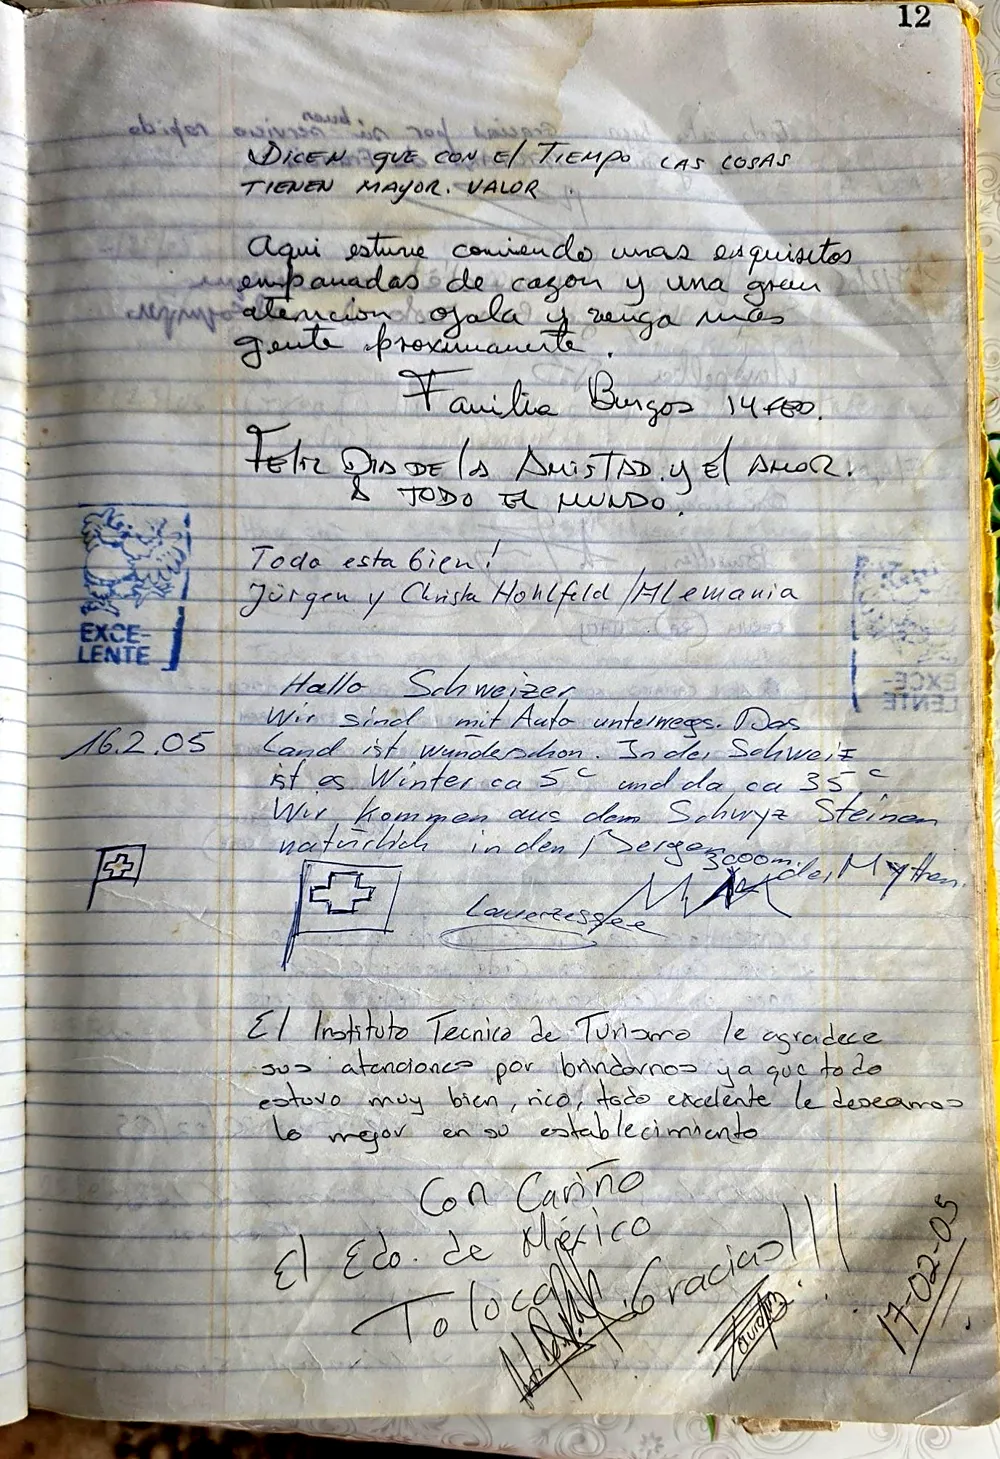 12
DICEN QUE CON El TIEMPO LAS COSAS
TIENEN MAYOR. VALOR.
Aqui estuve comiendo unas exquisitos
empanadas de cazon y una gran
atencion ojala y venga más
gente proximamente.
Familia Burgos 14 FEB.
FELIZ DIA DE lA AMISTAD. y El AMOR.
A TODO EL MUNDO.
Todo esta bien!
Jürgen y Christa Hohlfeld / Alemania
EXCE-
LENTE
Hallo Schweizer
Wir sind mit Auto unterwegs. Das
16.2.05
Land ist wunderschön. In der Schweiz
ist es Winter ca 5°C und da ca 35°C
Wir kommen aus dem Schwyz Steinen
natürlich in den Bergen
3000m. der Mythen.
Lauerzersee
El Instituto Tecnico de Turismo le agradece
sus atenciones por brindarnos ya que todo
estuvo muy bien, rico, todo excelente le deseamos
lo mejor en su establecimiento
Con Cariño
El Edo. de México
Toluca
Gracias!!!
17-02-05